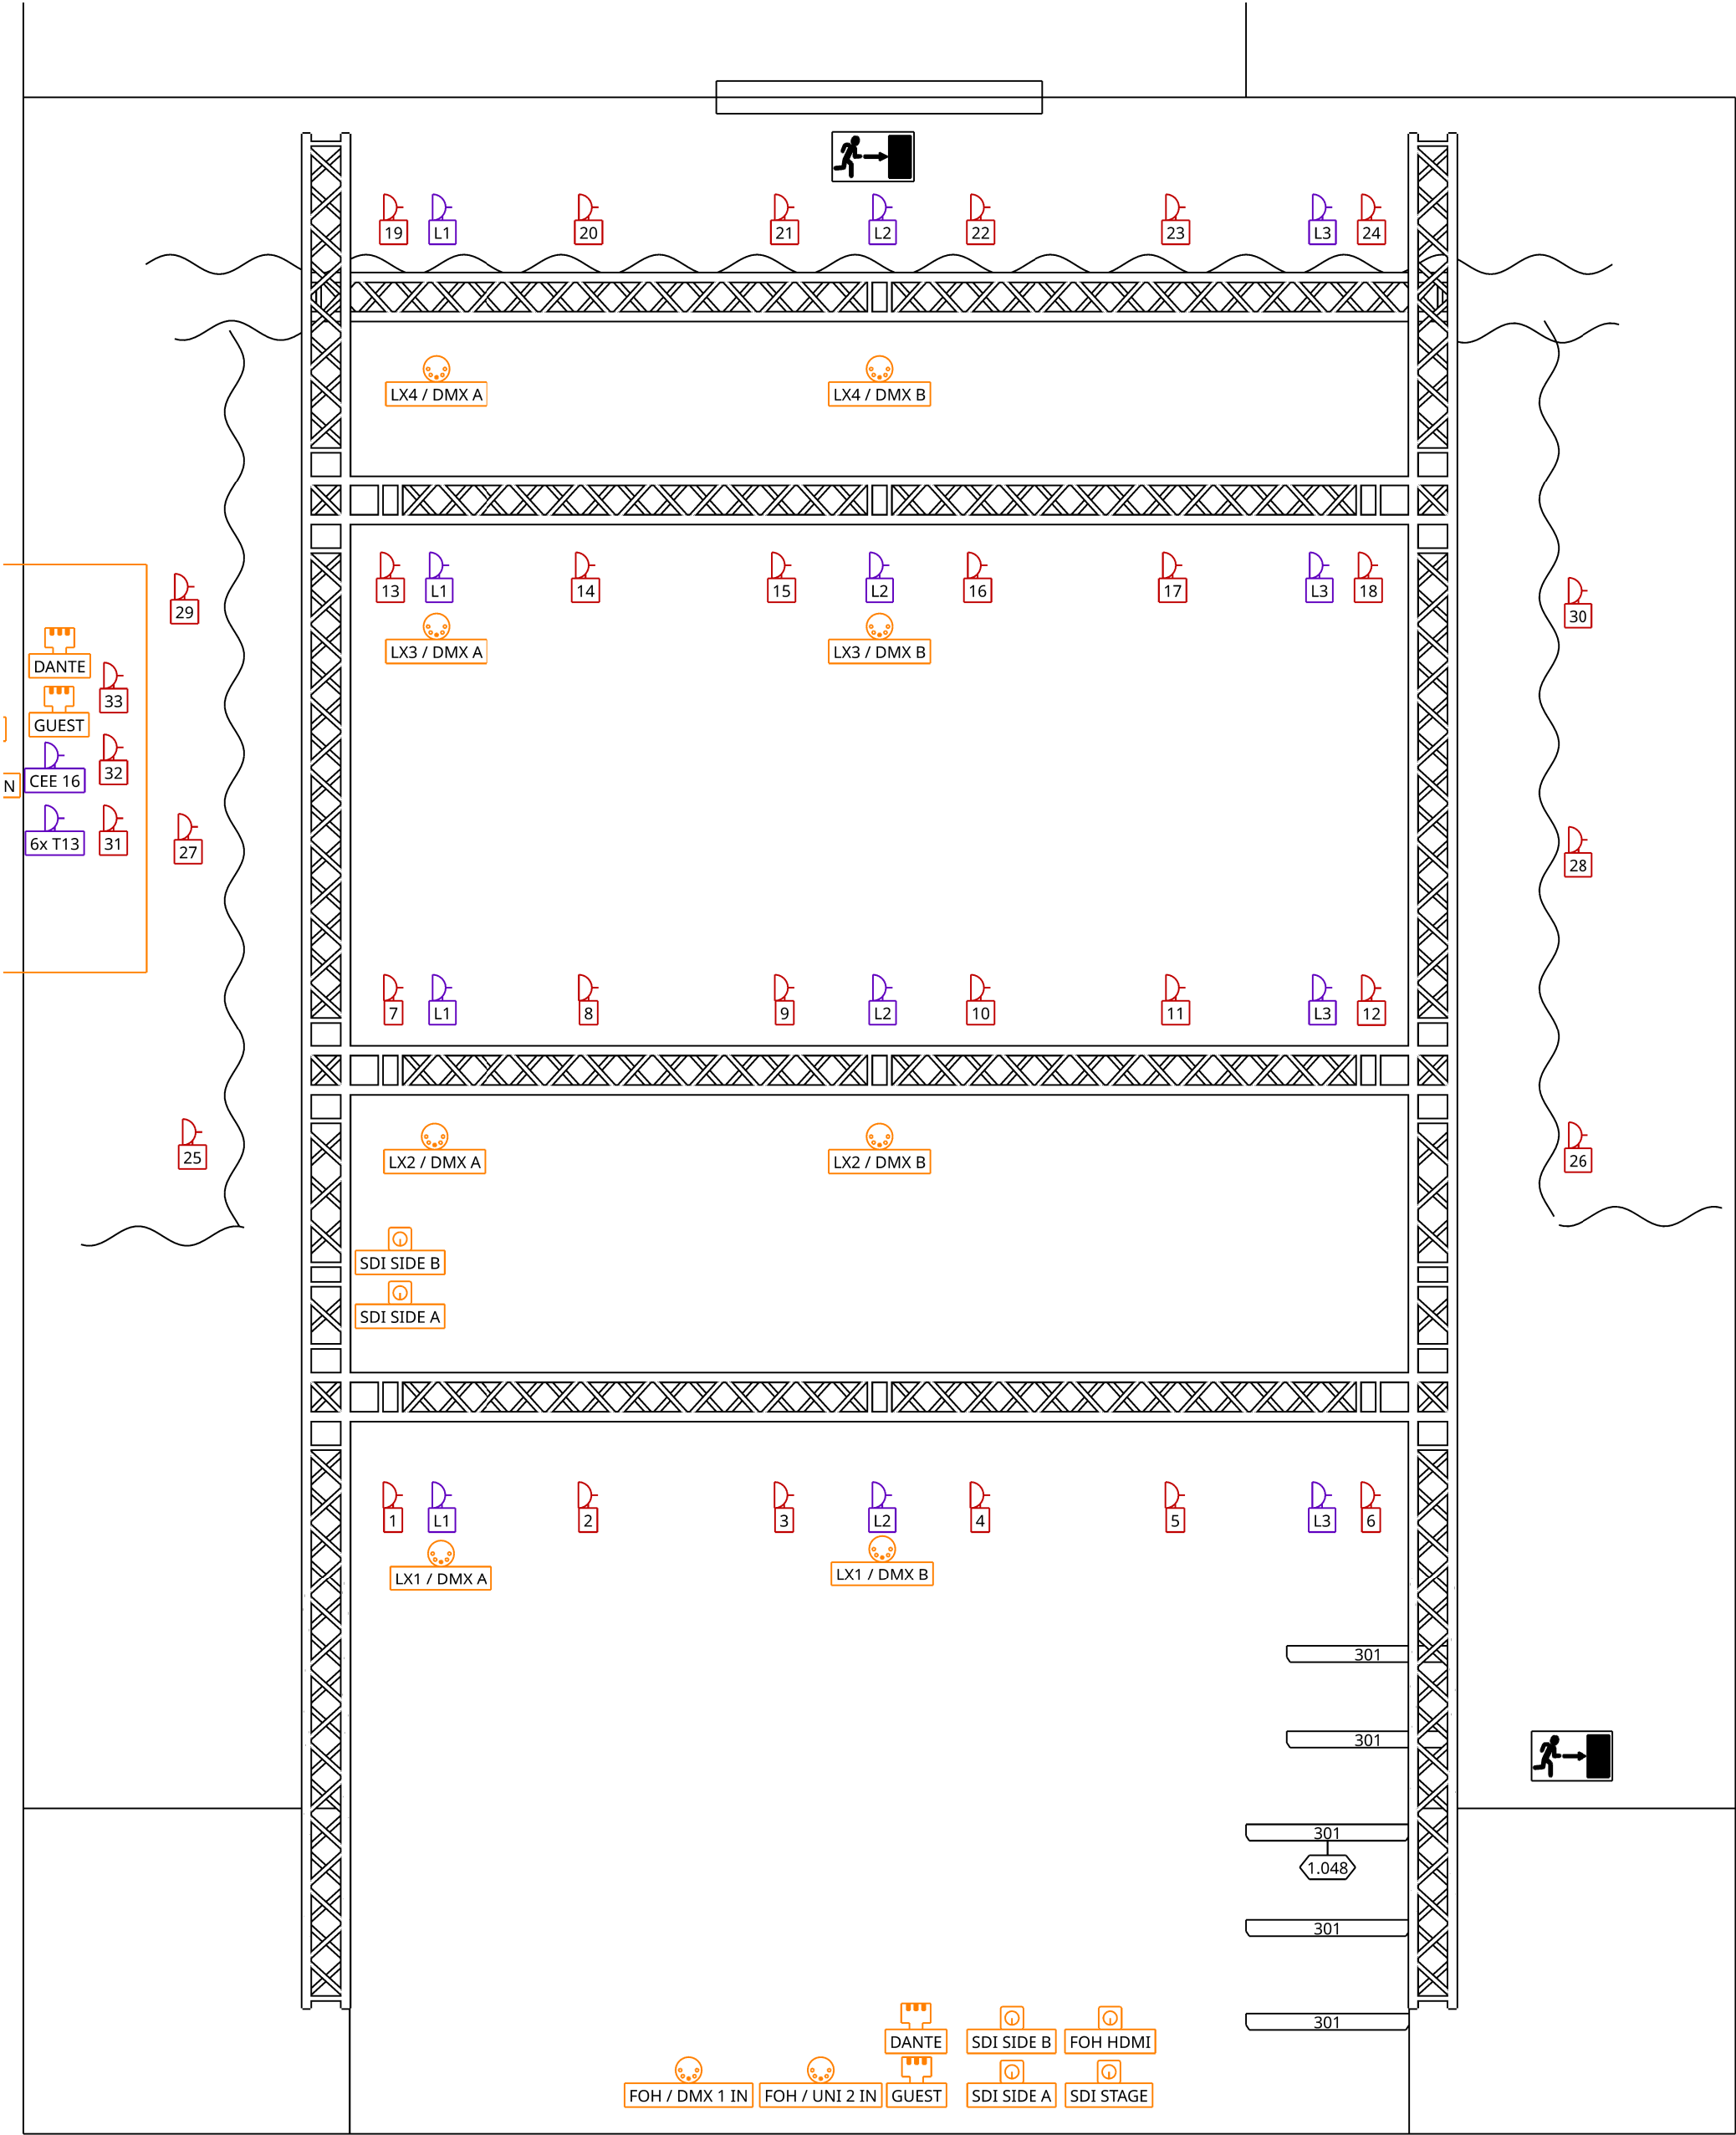 19 L1 20 21 L2 22 23 L3 24
LX4 / DMX A LX4 / DMX B
13 L1 14 15 L2 16 17 L3 18
29 30
LX3 / DMX A LX3 / DMX B
DANTE
33
GUEST
32
CEE 16
N
6x T13 31
27 28
7 L1 8 9 L2 10 11 L3 12
25 26
LX2 / DMX A LX2 / DMX B
SDI SIDE B
SDI SIDE A
1 L1 2 3 L2 4 5 L3 6
LX1 / DMX A LX1 / DMX B
301
301
301
1.048
301
301
DANTE SDI SIDE B FOH HDMI
FOH / DMX 1 IN FOH / UNI 2 IN GUEST SDI SIDE A SDI STAGE